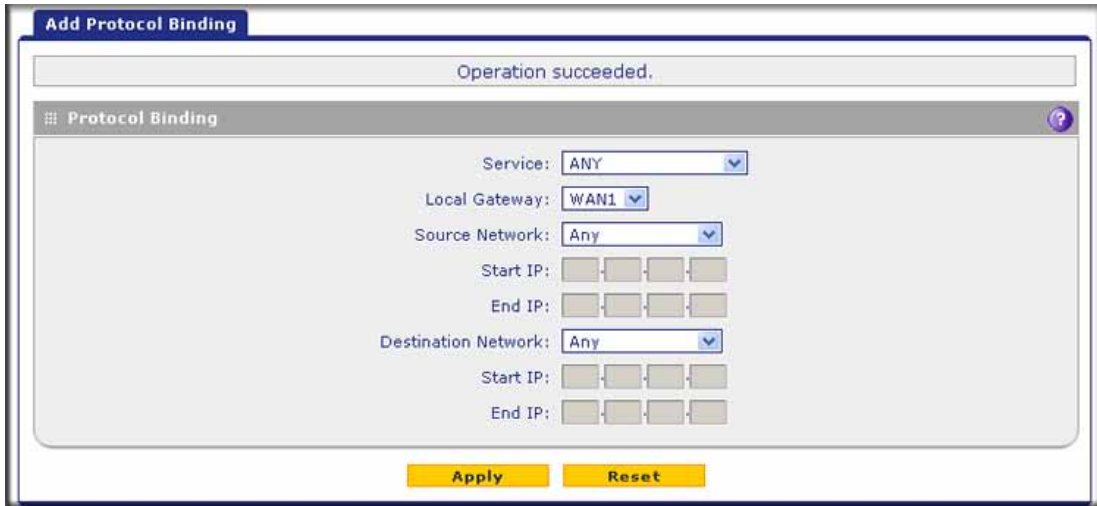 Add Protocol Binding
Operation succeeded.
Protocol Binding ?
Service: ANY
Local Gateway: WAN1
Source Network: Any
Start IP: . . .
End IP: . . .
Destination Network: Any
Start IP: . . .
End IP: . . .
Apply Reset